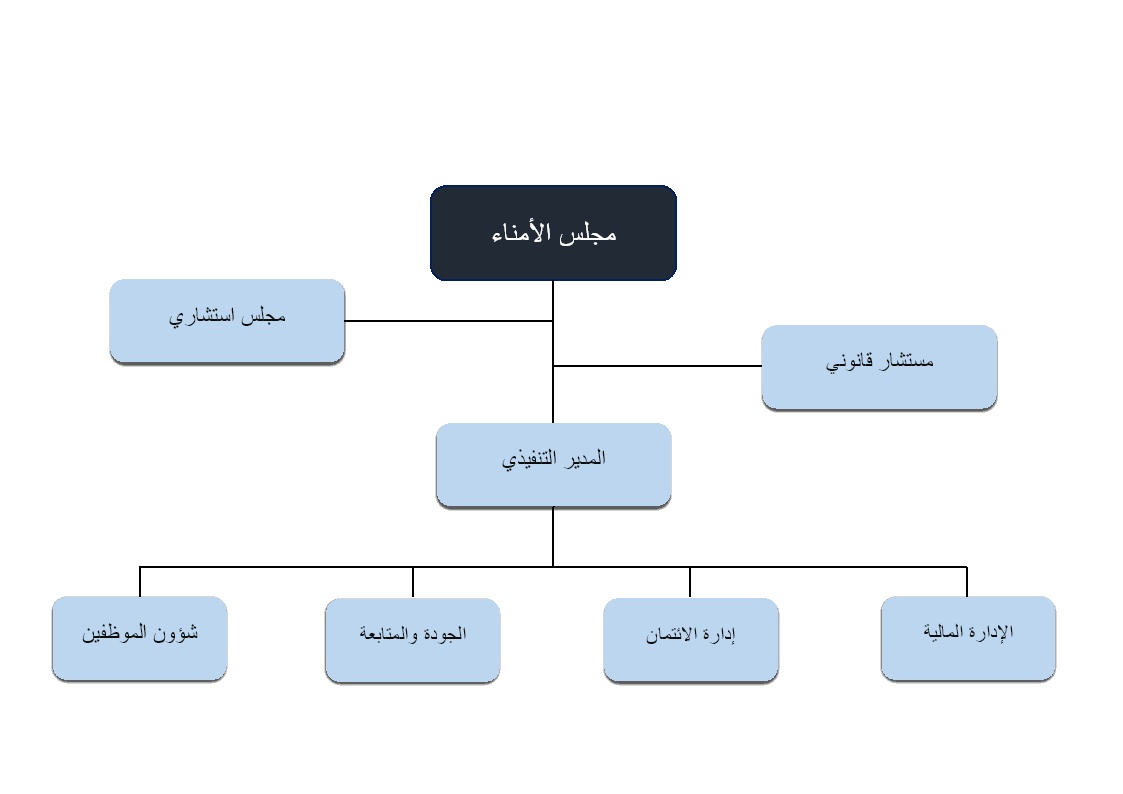 مجلس الأمناء
مجلس استشاري
مستشار قانوني
المدير التنفيذي
الإدارة المالية
إدارة الائتمان
الجودة والمتابعة
شؤون الموظفين